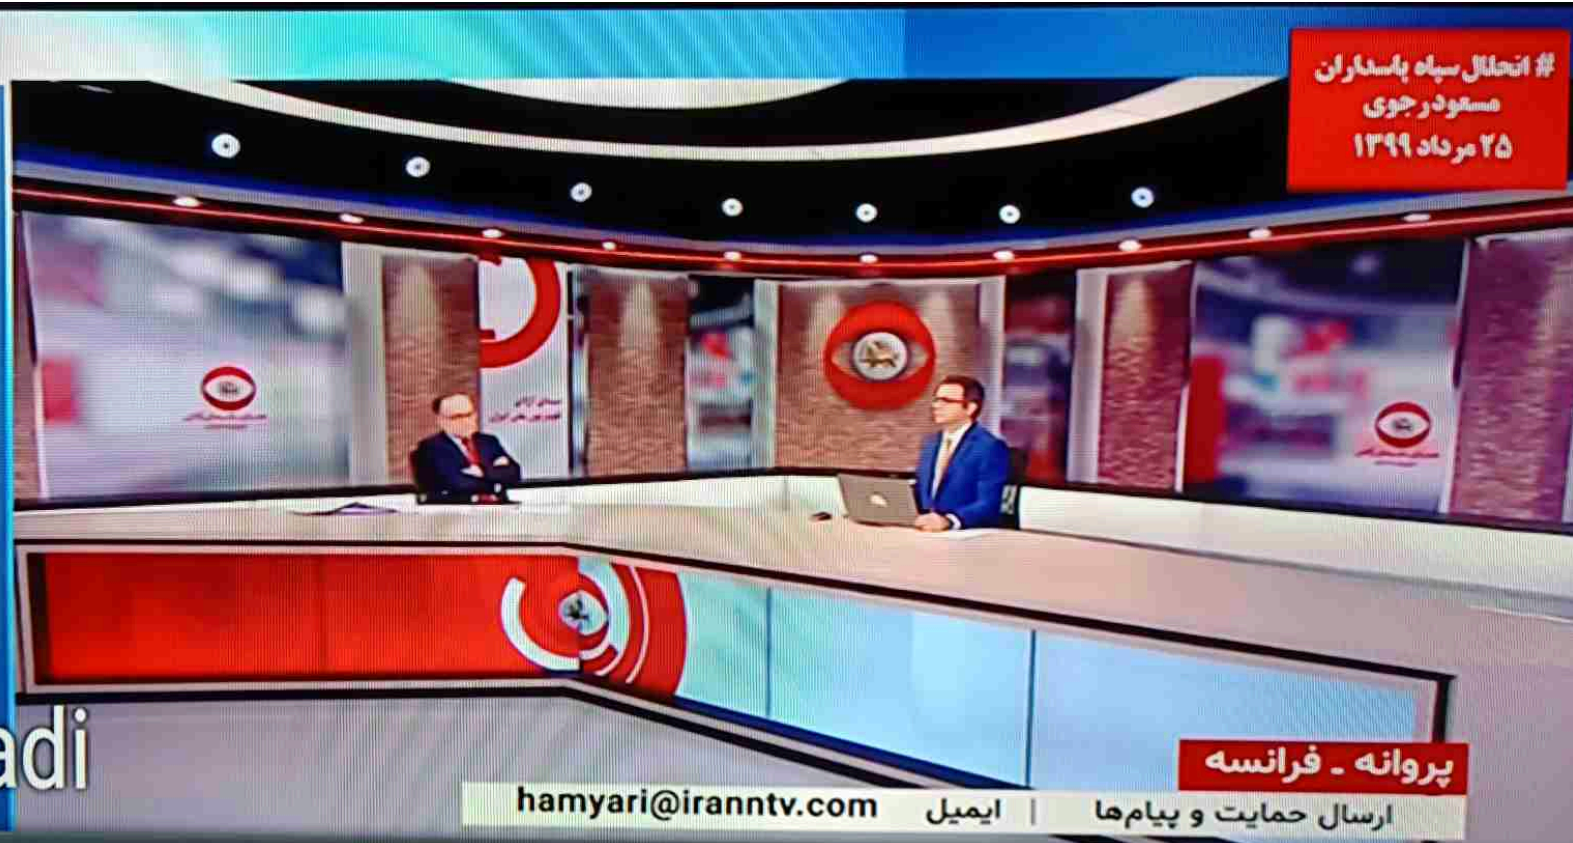 # انحلال سپاه پاسداران
مسعود رجوی
۲۵ مرداد ۱۳۹۹
adi
پروانه - فرانسه
ارسال حمایت و پیام‌ها | ایمیل hamyari@iranntv.com